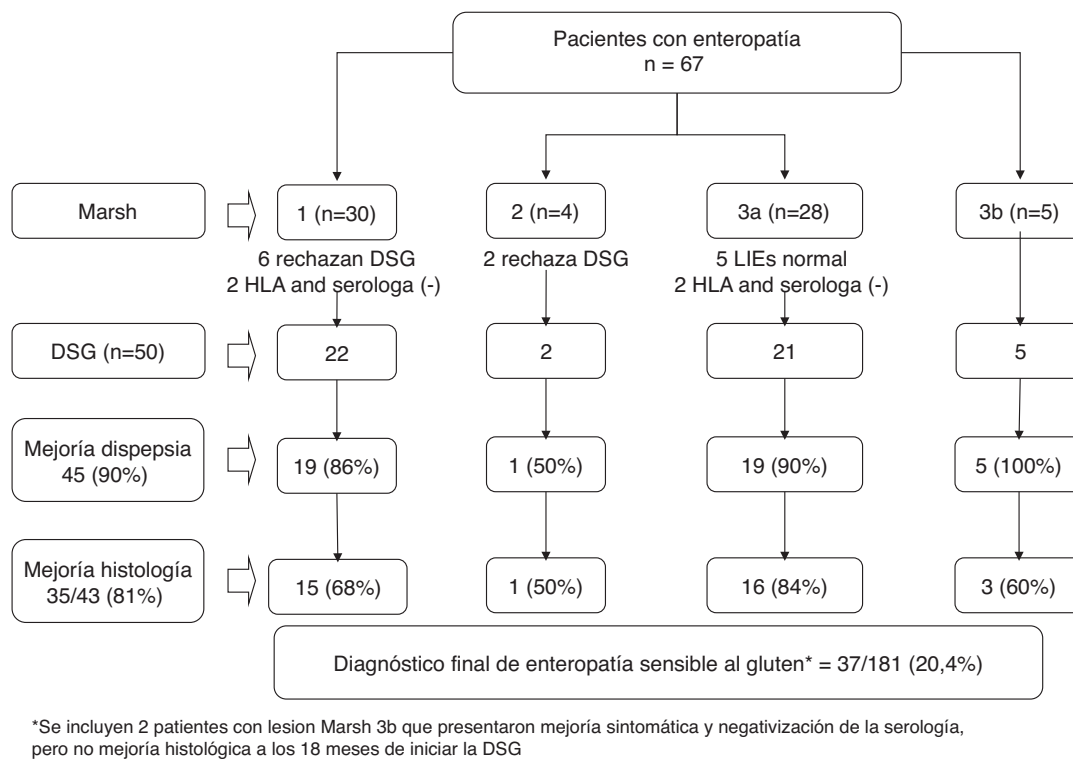 Pacientes con enteropatía
n = 67
Marsh
1 (n=30)
2 (n=4)
3a (n=28)
3b (n=5)
6 rechazan DSG
2 HLA and serologa (-)
2 rechaza DSG
5 LIEs normal
2 HLA and serologa (-)
DSG (n=50)
22
2
21
5
Mejoría dispepsia
45 (90%)
19 (86%)
1 (50%)
19 (90%)
5 (100%)
Mejoría histología
35/43 (81%)
15 (68%)
1 (50%)
16 (84%)
3 (60%)
Diagnóstico final de enteropatía sensible al gluten* = 37/181 (20,4%)
*Se incluyen 2 patientes con lesion Marsh 3b que presentaron mejoría sintomática y negativización de la serología,
pero no mejoría histológica a los 18 meses de iniciar la DSG